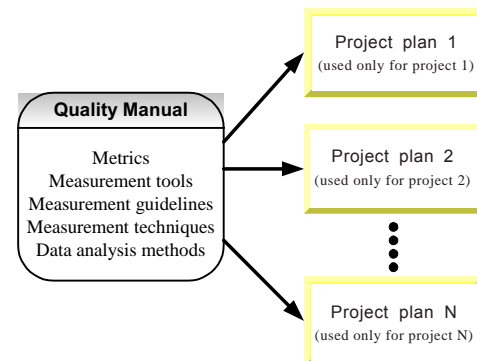 Quality Manual
Metrics
Measurement tools
Measurement guidelines
Measurement techniques
Data analysis methods
Project plan 1
(used only for project 1)
Project plan 2
(used only for project 2)
Project plan N
(used only for project N)